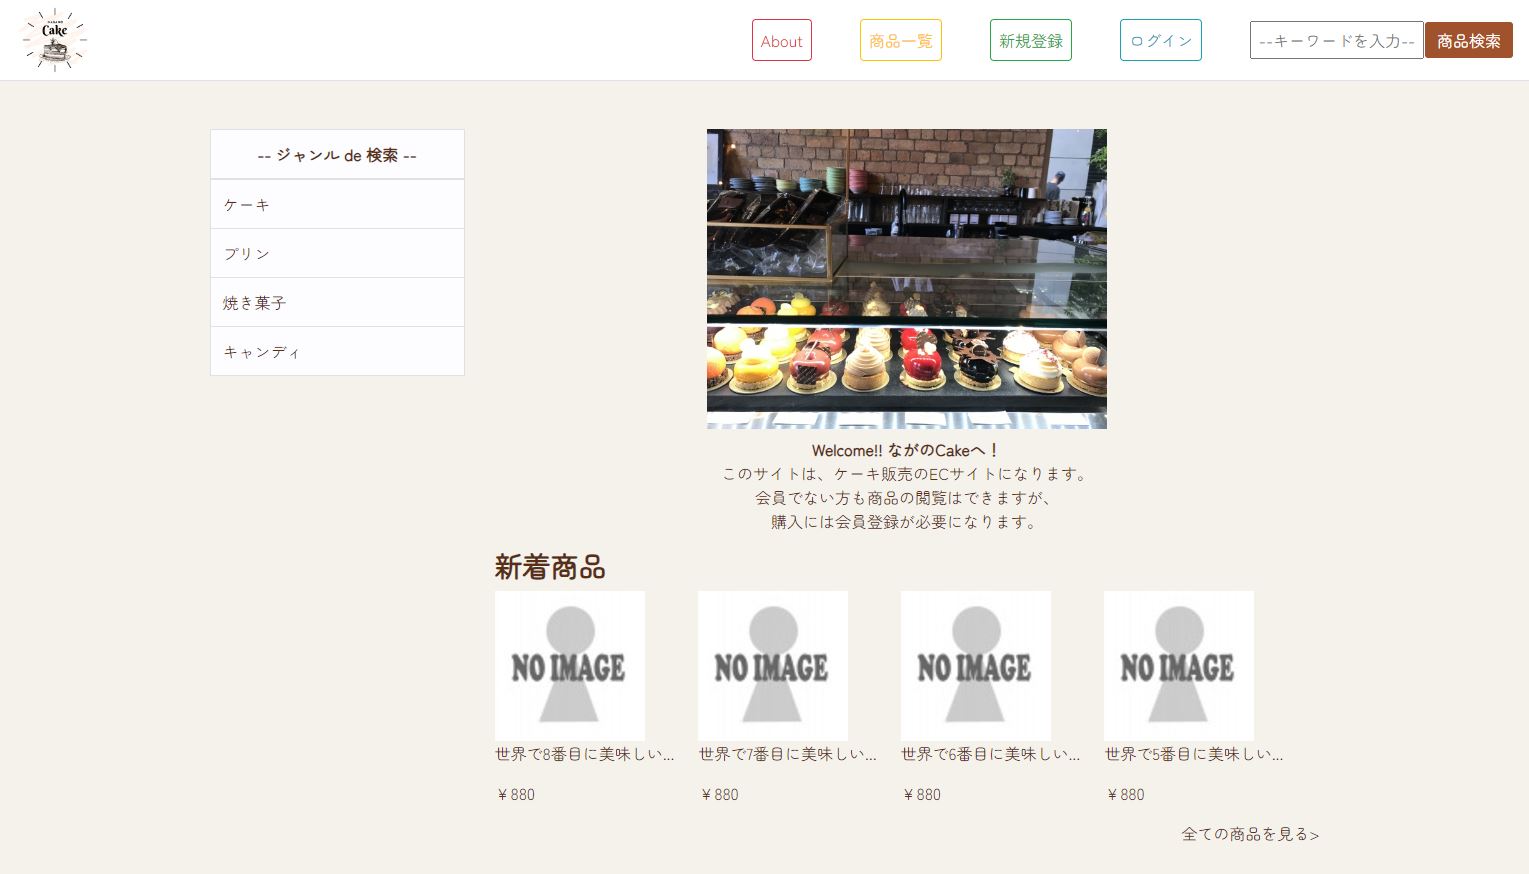 NAGANO
Cake
About
商品一覧
新規登録
ログイン
--キーワードを入力--
商品検索
-- ジャンル de 検索 --
ケーキ
プリン
焼き菓子
キャンディ
Welcome!! ながのCakeへ！
このサイトは、ケーキ販売のECサイトになります。
会員でない方も商品の閲覧はできますが、
購入には会員登録が必要になります。
新着商品
NO IMAGE
NO IMAGE
NO IMAGE
NO IMAGE
世界で8番目に美味しい...
世界で7番目に美味しい...
世界で6番目に美味しい...
世界で5番目に美味しい...
￥880
￥880
￥880
￥880
全ての商品を見る>